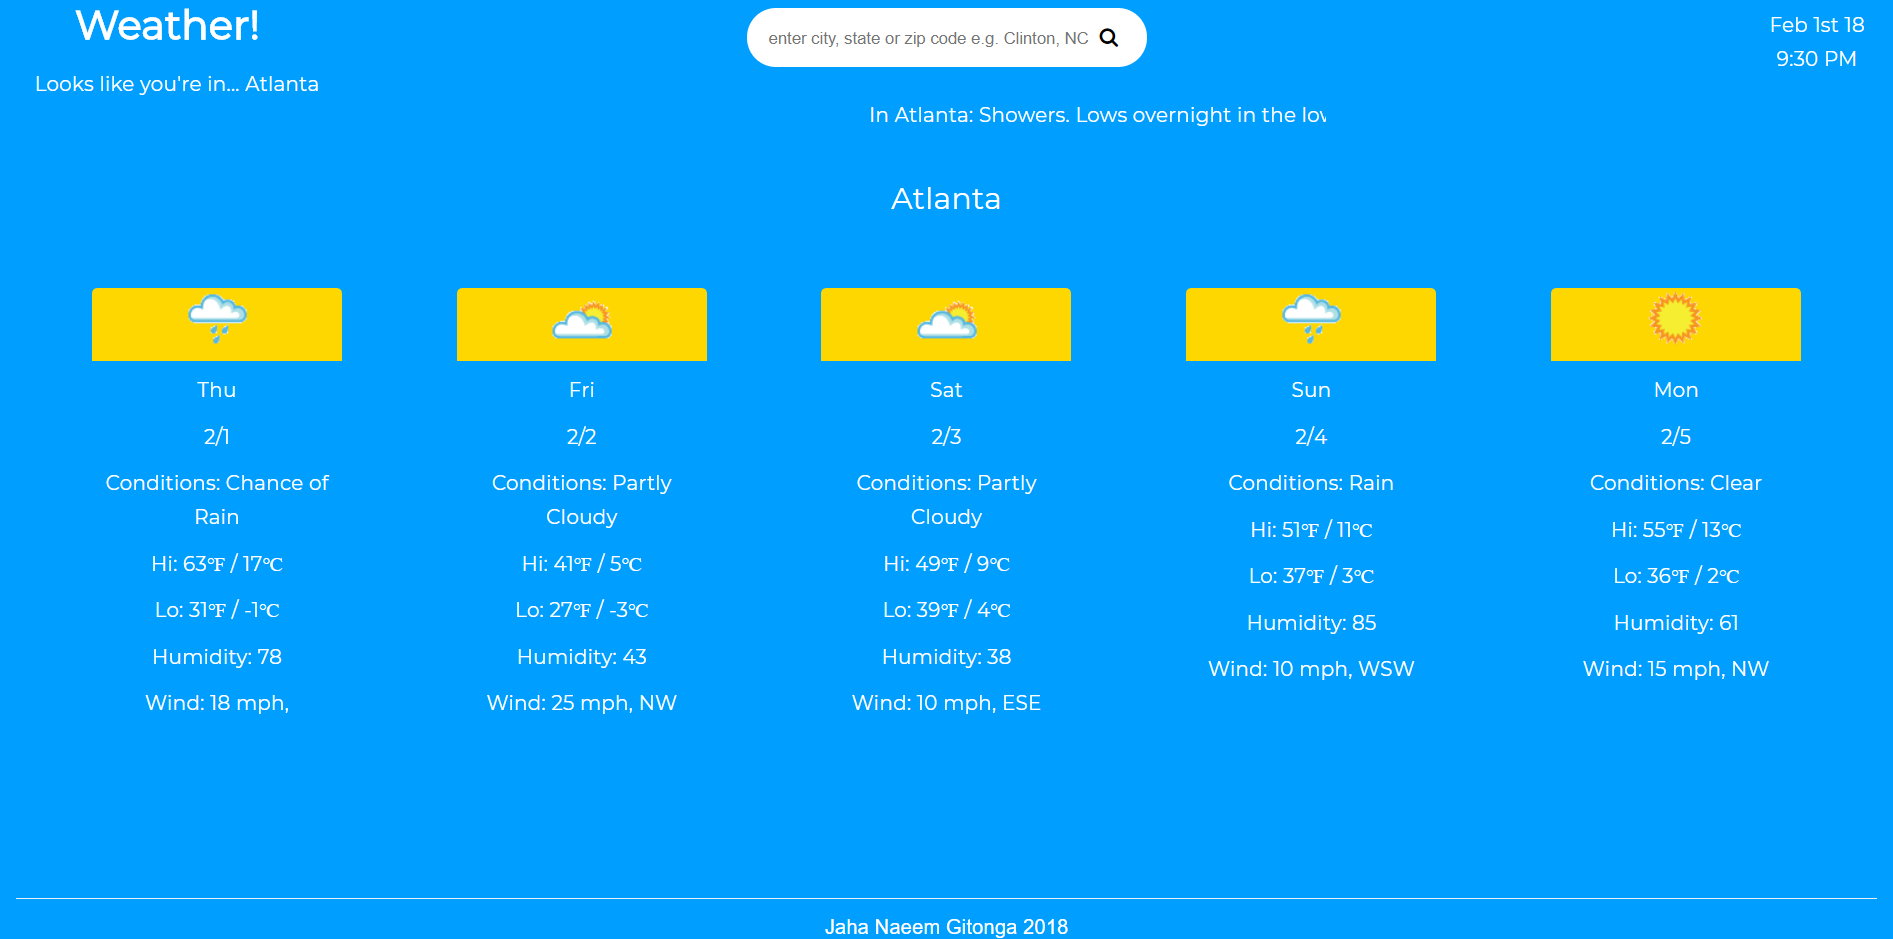 Weather!
Looks like you're in... Atlanta
enter city, state or zip code e.g. Clinton, NC
Feb 1st 18
9:30 PM
In Atlanta: Showers. Lows overnight in the
Atlanta
Thu
2/1
Conditions: Chance of
Rain
Hi: 63℉ / 17℃
Lo: 31℉ / -1℃
Humidity: 78
Wind: 18 mph,
Fri
2/2
Conditions: Partly
Cloudy
Hi: 41℉ / 5℃
Lo: 27℉ / -3℃
Humidity: 43
Wind: 25 mph, NW
Sat
2/3
Conditions: Partly
Cloudy
Hi: 49℉ / 9℃
Lo: 39℉ / 4℃
Humidity: 38
Wind: 10 mph, ESE
Sun
2/4
Conditions: Rain
Hi: 51℉ / 11℃
Lo: 37℉ / 3℃
Humidity: 85
Wind: 10 mph, WSW
Mon
2/5
Conditions: Clear
Hi: 55℉ / 13℃
Lo: 36℉ / 2℃
Humidity: 61
Wind: 15 mph, NW
Jaha Naeem Gitonga 2018